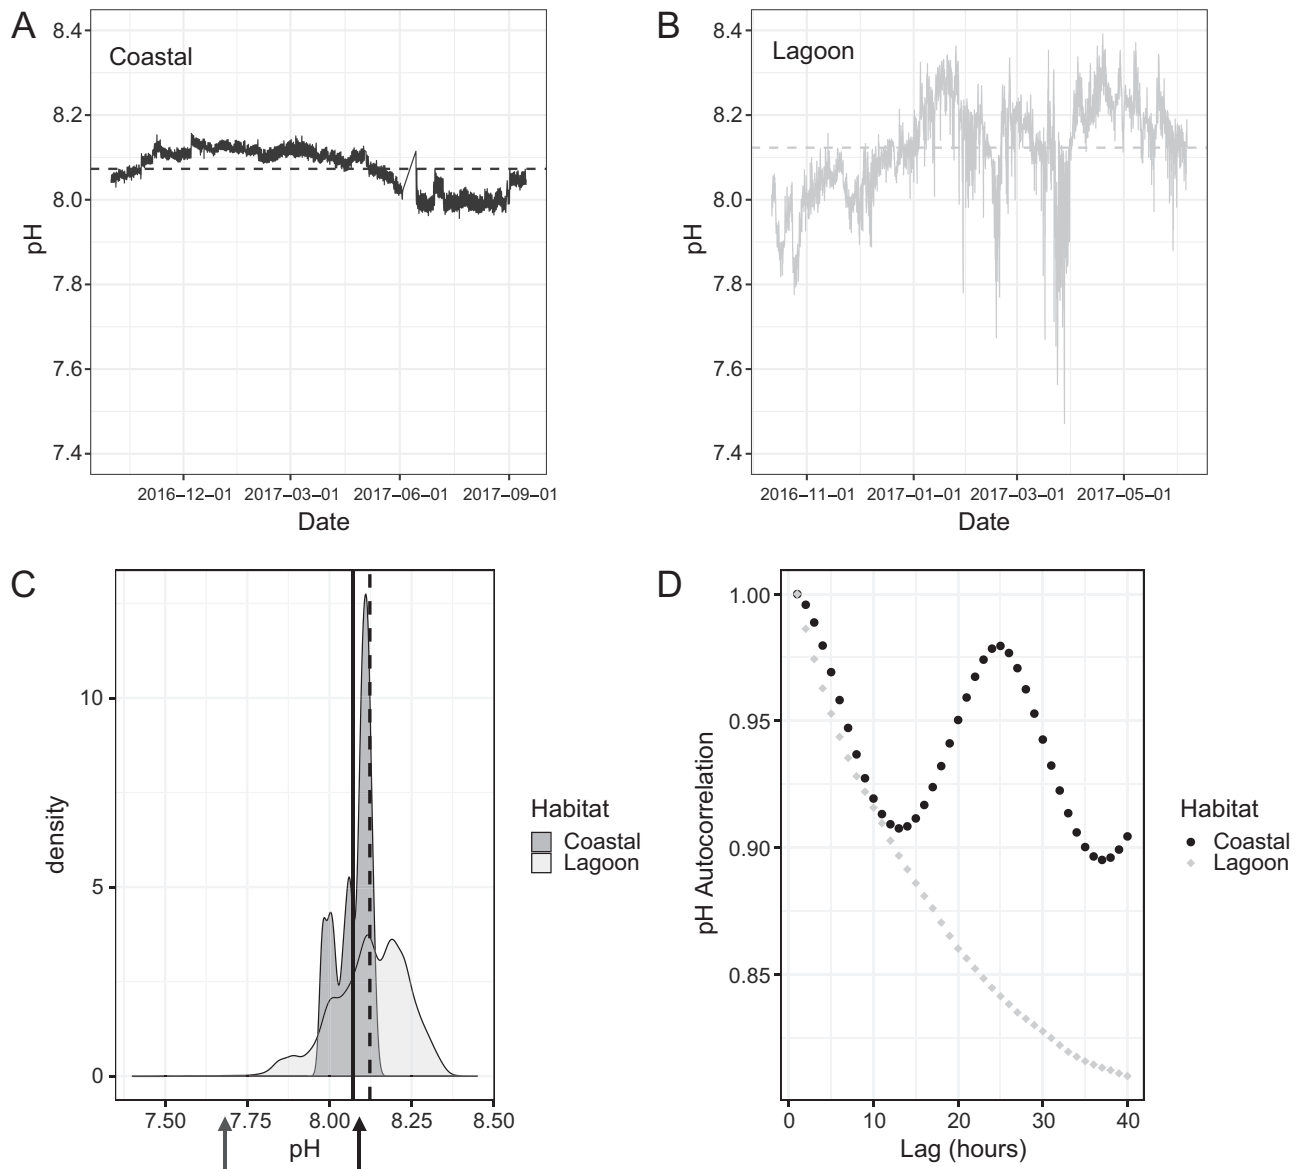 A
Coastal
8.4
8.2
8.0
7.8
7.6
7.4
pH
2016–12–01 2017–03–01 2017–06–01 2017–09–01
Date
B
Lagoon
8.4
8.2
8.0
7.8
7.6
7.4
pH
2016–11–01 2017–01–01 2017–03–01 2017–05–01
Date
C
10
5
0
density
7.50 7.75 8.00 8.25 8.50
pH
Habitat
Coastal
Lagoon
D
1.00
0.95
0.90
0.85
pH Autocorrelation
0 10 20 30 40
Lag (hours)
Habitat
Coastal
Lagoon